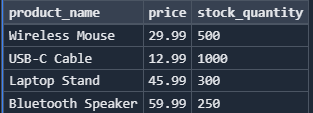 product_name price stock_quantity
Wireless Mouse 29.99 500
USB-C Cable 12.99 1000
Laptop Stand 45.99 300
Bluetooth Speaker 59.99 250